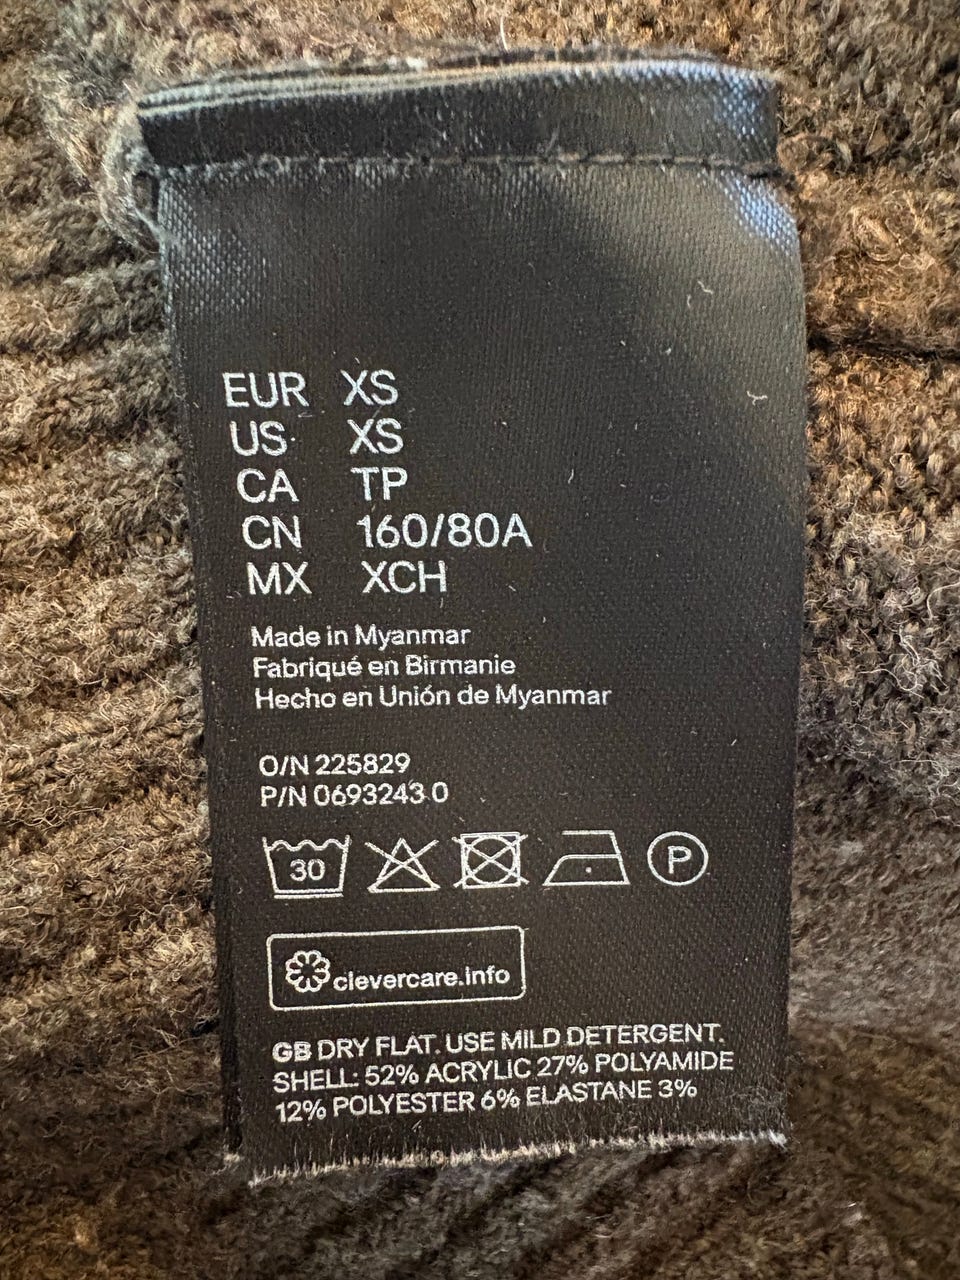 EUR XS
US XS
CA TP
CN 160/80A
MX XCH
Made in Myanmar
Fabriqué en Birmanie
Hecho en Unión de Myanmar
O/N 225829
P/N 0693243 0
30 P
clevercare.info
GB DRY FLAT. USE MILD DETERGENT.
SHELL: 52% ACRYLIC 27% POLYAMIDE
12% POLYESTER 6% ELASTANE 3%